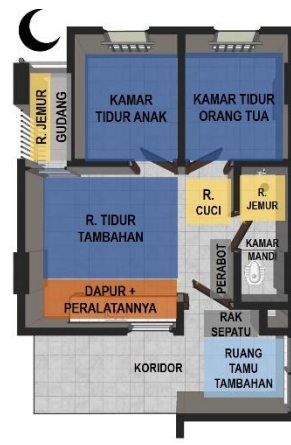 KAMAR
TIDUR ANAK
KAMAR TIDUR
ORANG TUA
R. JEMUR
GUDANG
R. TIDUR
TAMBAHAN
R.
CUCI
R.
JEMUR
KAMAR
MANDI
PERABOT
DAPUR +
PERALATANNYA
RAK
SEPATU
KORIDOR
RUANG
TAMU
TAMBAHAN